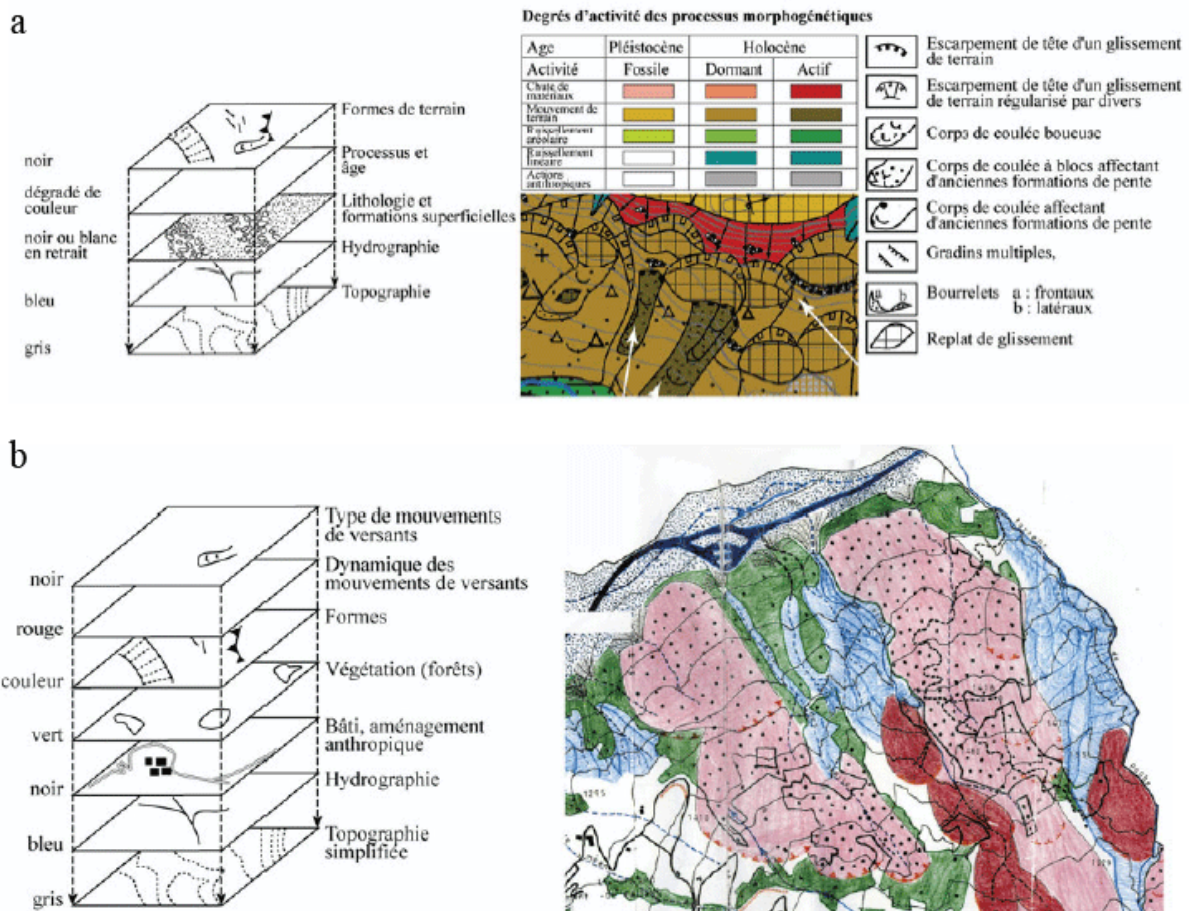 a
Degrés d'activité des processus morphogénétiques
Age Pléistocène Holocène
Activité Fossile Dormant Actif
Chute de
matériaux
Mouvement de
terrain
Ruissellement
aréolaire
Ruissellement
linéaire
Actions
anthropiques
Formes de terrain
Processus et
âge
Lithologie et
formations superficielles
Hydrographie
Topographie
noir
dégradé de
couleur
noir ou blanc
en retrait
bleu
gris
Escarpement de tête d'un glissement
de terrain
Escarpement de tête d'un glissement
de terrain régularisé par divers
Corps de coulée boueuse
Corps de coulée à blocs affectant
d'anciennes formations de pente
Corps de coulée affectant
d'anciennes formations de pente
Gradins multiples,
Bourrelets a : frontaux
b : latéraux
a b
Replat de glissement
b
Type de mouvements
de versants
Dynamique des
mouvements de versants
Formes
Végétation (forêts)
Bâti, aménagement
anthropique
Hydrographie
Topographie
simplifiée
noir
rouge
couleur
vert
noir
bleu
gris
1295